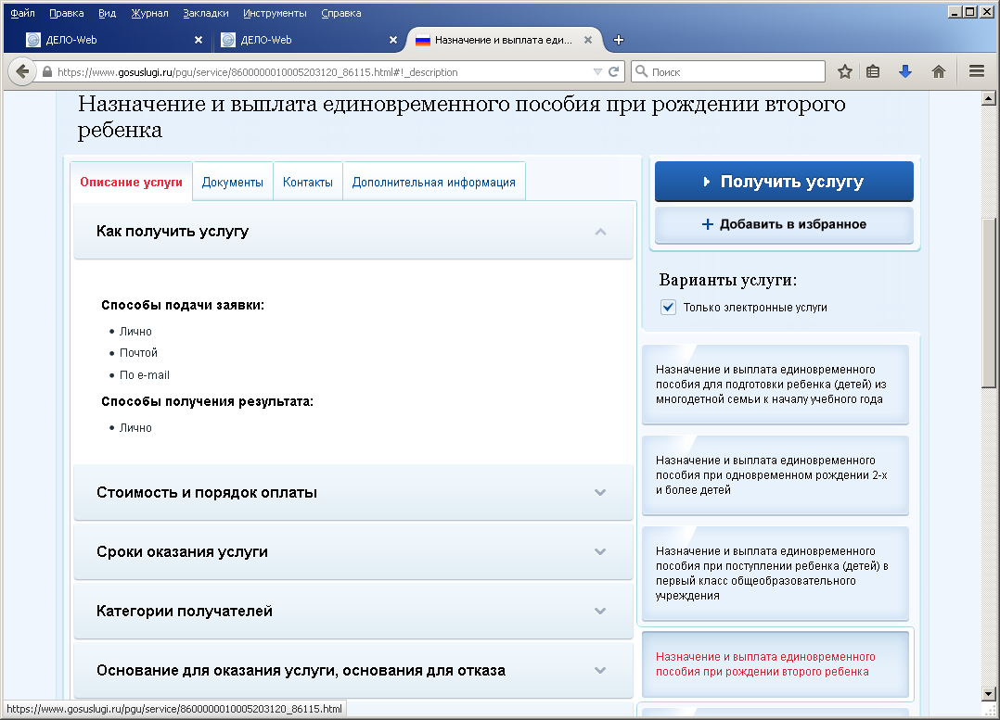 Файл Правка Вид Журнал Закладки Инструменты Справка
ДЕЛО-Web
ДЕЛО-Web
Назначение и выплата еди...
https://www.gosuslugi.ru/pgu/service/8600000010005203120_86115.html#!_description
Поиск
Назначение и выплата единовременного пособия при рождении второго
ребенка
Описание услуги
Документы
Контакты
Дополнительная информация
Как получить услугу
Способы подачи заявки:
• Лично
• Почтой
• По e-mail
Способы получения результата:
• Лично
Стоимость и порядок оплаты
Сроки оказания услуги
Категории получателей
Основание для оказания услуги, основания для отказа
Получить услугу
+ Добавить в избранное
Варианты услуги:
Только электронные услуги
Назначение и выплата единовременного
пособия для подготовки ребенка (детей) из
многодетной семьи к началу учебного года
Назначение и выплата единовременного
пособия при одновременном рождении 2-х
и более детей
Назначение и выплата единовременного
пособия при поступлении ребенка (детей) в
первый класс общеобразовательного
учреждения
Назначение и выплата единовременного
пособия при рождении второго ребенка
https://www.gosuslugi.ru/pgu/service/8600000010005203120_86115.html